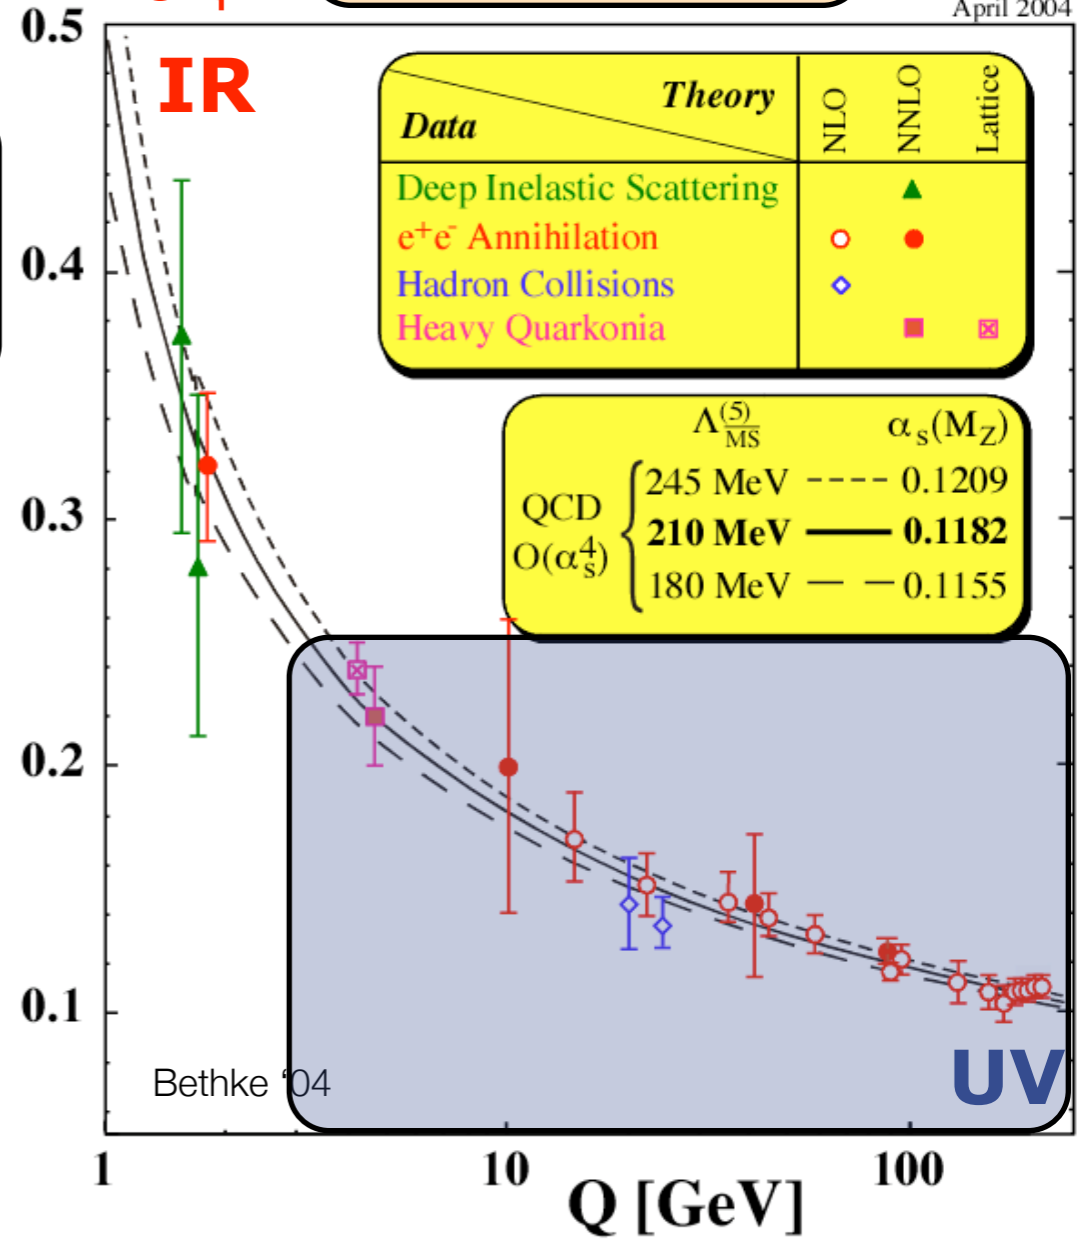 April 2004
0.5
IR
Theory
Data
NLO
NNLO
Lattice
Deep Inelastic Scattering
e⁺e⁻ Annihilation
Hadron Collisions
Heavy Quarkonia
0.4
Λ(5)MS αs(MZ)
QCD
O(αs⁴)
245 MeV 0.1209
210 MeV 0.1182
180 MeV 0.1155
0.3
0.2
0.1
Bethke ‘04
UV
1 10 100
Q [GeV]